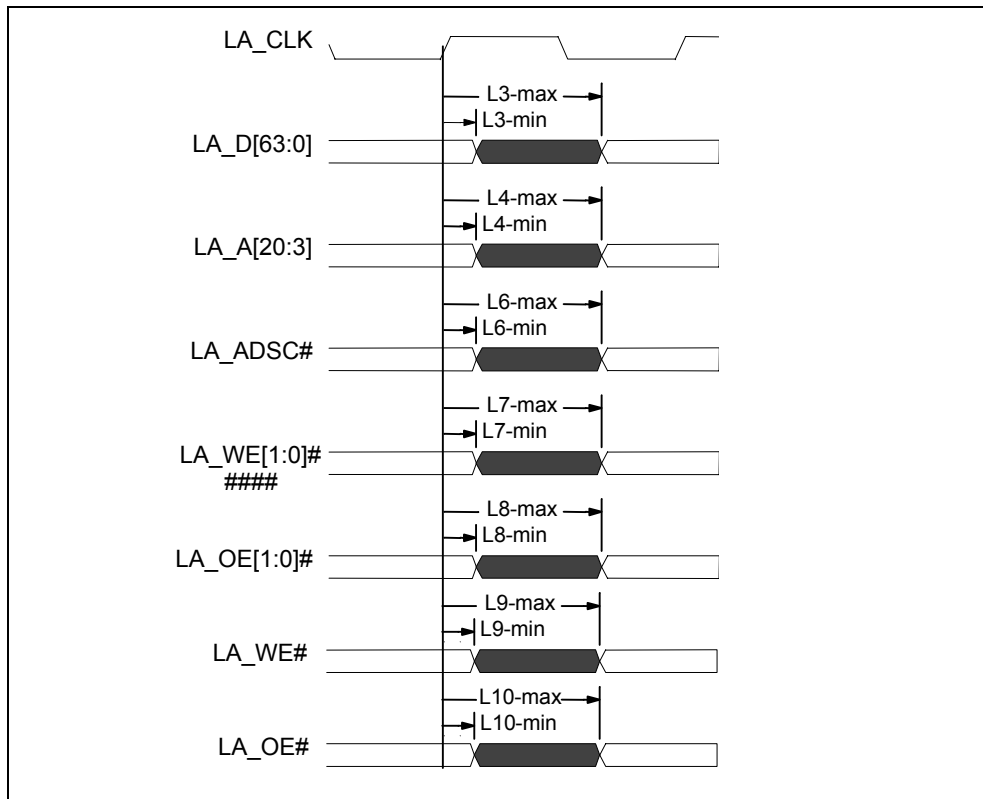 LA_CLK
L3-max
L3-min
LA_D[63:0]
L4-max
L4-min
LA_A[20:3]
L6-max
L6-min
LA_ADSC#
L7-max
L7-min
LA_WE[1:0]#
####
L8-max
L8-min
LA_OE[1:0]#
L9-max
L9-min
LA_WE#
L10-max
L10-min
LA_OE#